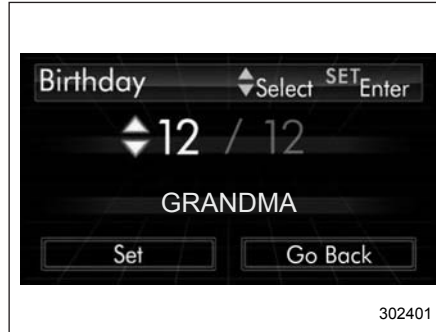 Birthday Select SET Enter
12 / 12
GRANDMA
Set Go Back
302401